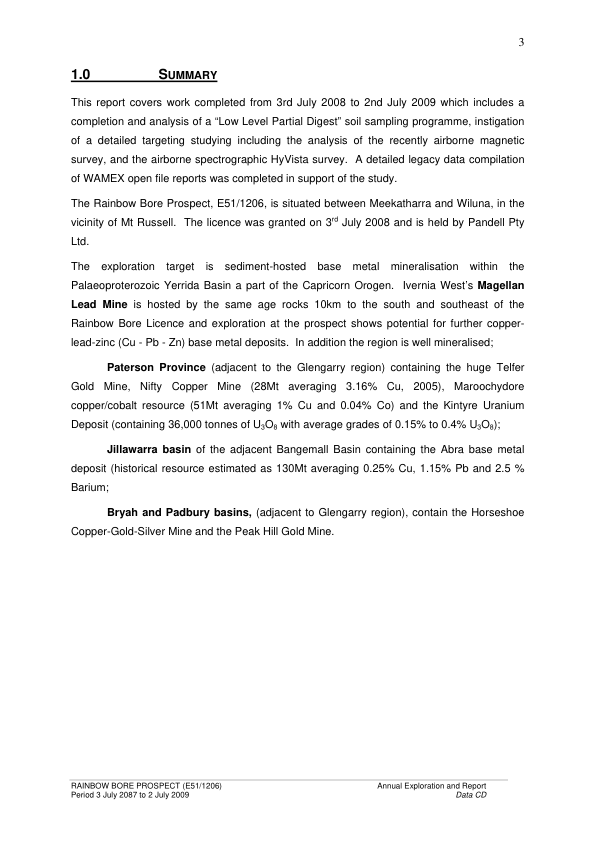 3
1.0 SUMMARY
This report covers work completed from 3rd July 2008 to 2nd July 2009 which includes a
completion and analysis of a “Low Level Partial Digest” soil sampling programme, instigation
of a detailed targeting studying including the analysis of the recently airborne magnetic
survey, and the airborne spectrographic HyVista survey. A detailed legacy data compilation
of WAMEX open file reports was completed in support of the study.
The Rainbow Bore Prospect, E51/1206, is situated between Meekatharra and Wiluna, in the
vicinity of Mt Russell. The licence was granted on 3rd July 2008 and is held by Pandell Pty
Ltd.
The exploration target is sediment-hosted base metal mineralisation within the
Palaeoproterozoic Yerrida Basin a part of the Capricorn Orogen. Ivernia West’s Magellan
Lead Mine is hosted by the same age rocks 10km to the south and southeast of the
Rainbow Bore Licence and exploration at the prospect shows potential for further copper-
lead-zinc (Cu - Pb - Zn) base metal deposits. In addition the region is well mineralised;
Paterson Province (adjacent to the Glengarry region) containing the huge Telfer
Gold Mine, Nifty Copper Mine (28Mt averaging 3.16% Cu, 2005), Maroochydore
copper/cobalt resource (51Mt averaging 1% Cu and 0.04% Co) and the Kintyre Uranium
Deposit (containing 36,000 tonnes of U3O8 with average grades of 0.15% to 0.4% U3O8);
Jillawarra basin of the adjacent Bangemall Basin containing the Abra base metal
deposit (historical resource estimated as 130Mt averaging 0.25% Cu, 1.15% Pb and 2.5 %
Barium;
Bryah and Padbury basins, (adjacent to Glengarry region), contain the Horseshoe
Copper-Gold-Silver Mine and the Peak Hill Gold Mine.
RAINBOW BORE PROSPECT (E51/1206) Annual Exploration and Report
Period 3 July 2087 to 2 July 2009 Data CD